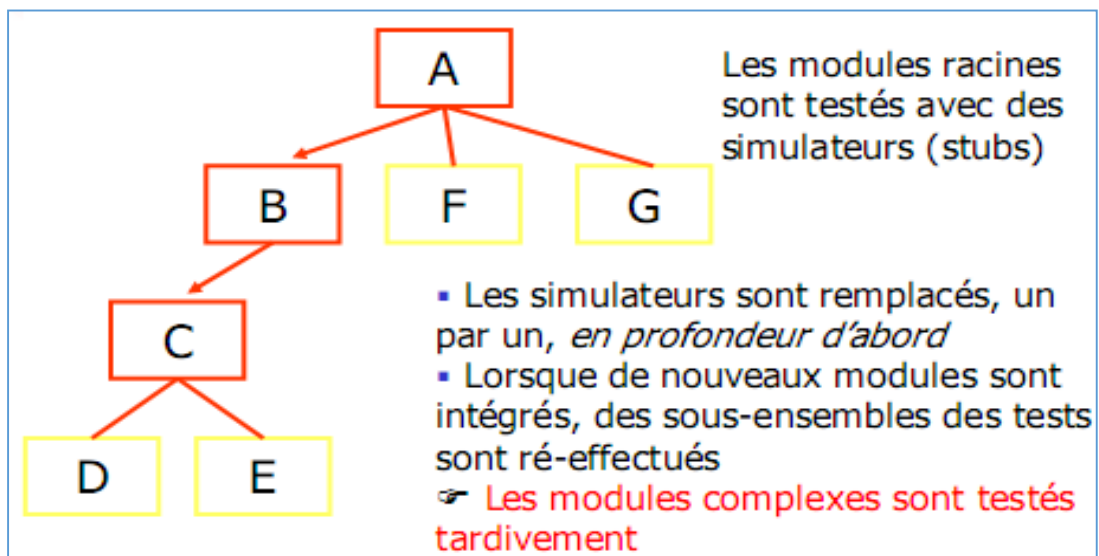 A
Les modules racines
sont testés avec des
simulateurs (stubs)
B
F
G
▪ Les simulateurs sont remplacés, un
par un, en profondeur d'abord
C
▪ Lorsque de nouveaux modules sont
intégrés, des sous-ensembles des tests
sont ré-effectués
D
E
☞ Les modules complexes sont testés
tardivement